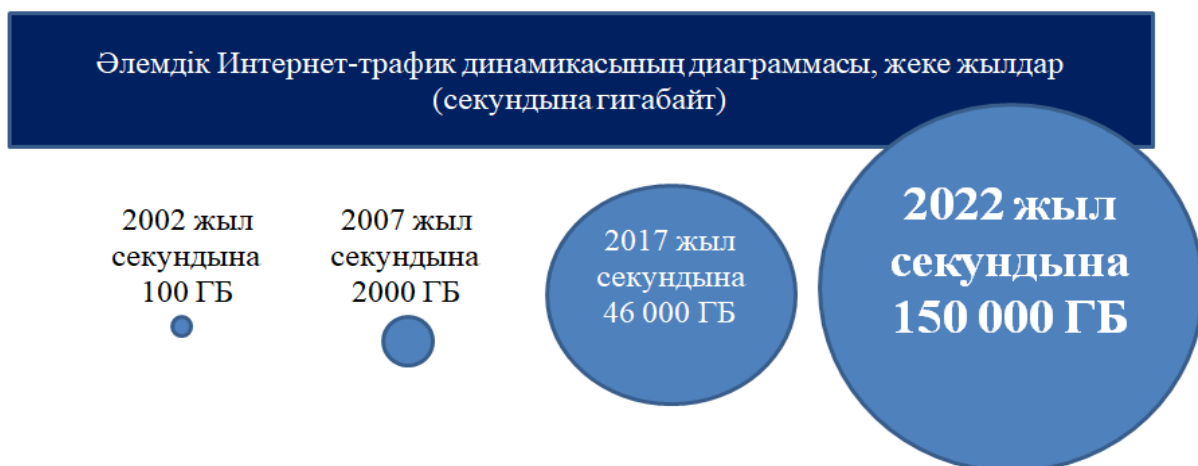 Әлемдік Интернет-трафик динамикасының диаграммасы, жеке жылдар
(секундына гигабайт)
2002 жыл
секундына
100 ГБ
2007 жыл
секундына
2000 ГБ
2017 жыл
секундына
46 000 ГБ
2022 жыл
секундына
150 000 ГБ